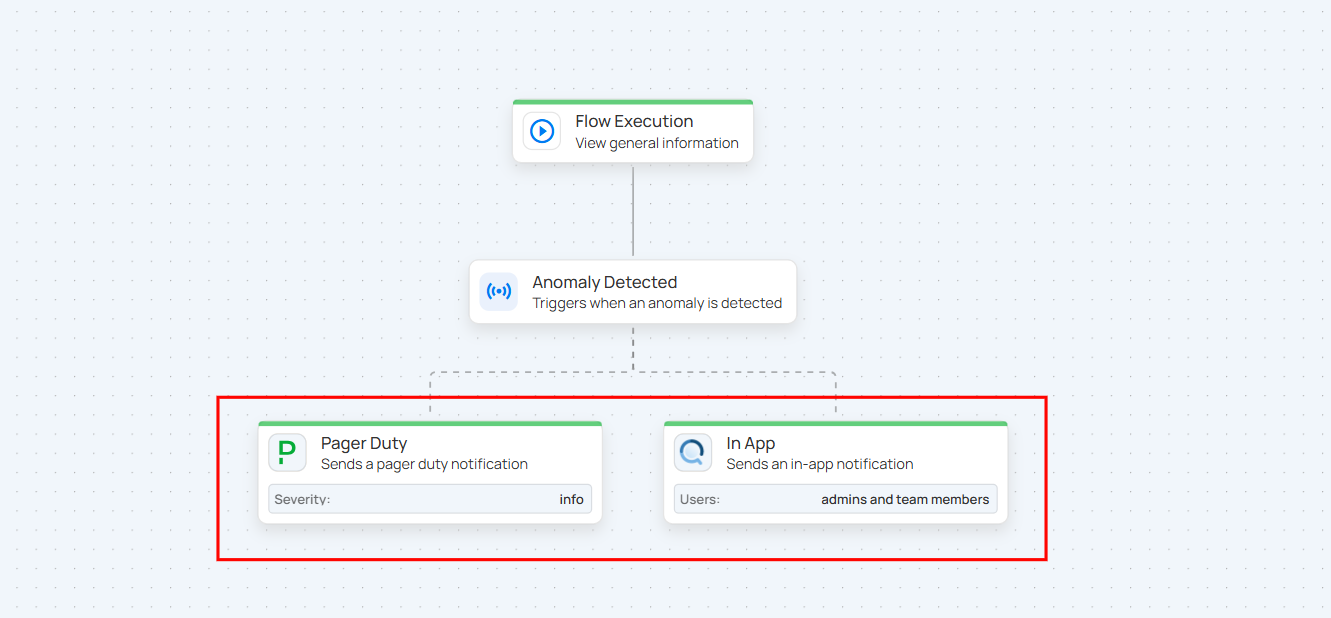 Flow Execution
View general information
Anomaly Detected
Triggers when an anomaly is detected
Pager Duty
Sends a pager duty notification
Severity: info
In App
Sends an in-app notification
Users: admins and team members